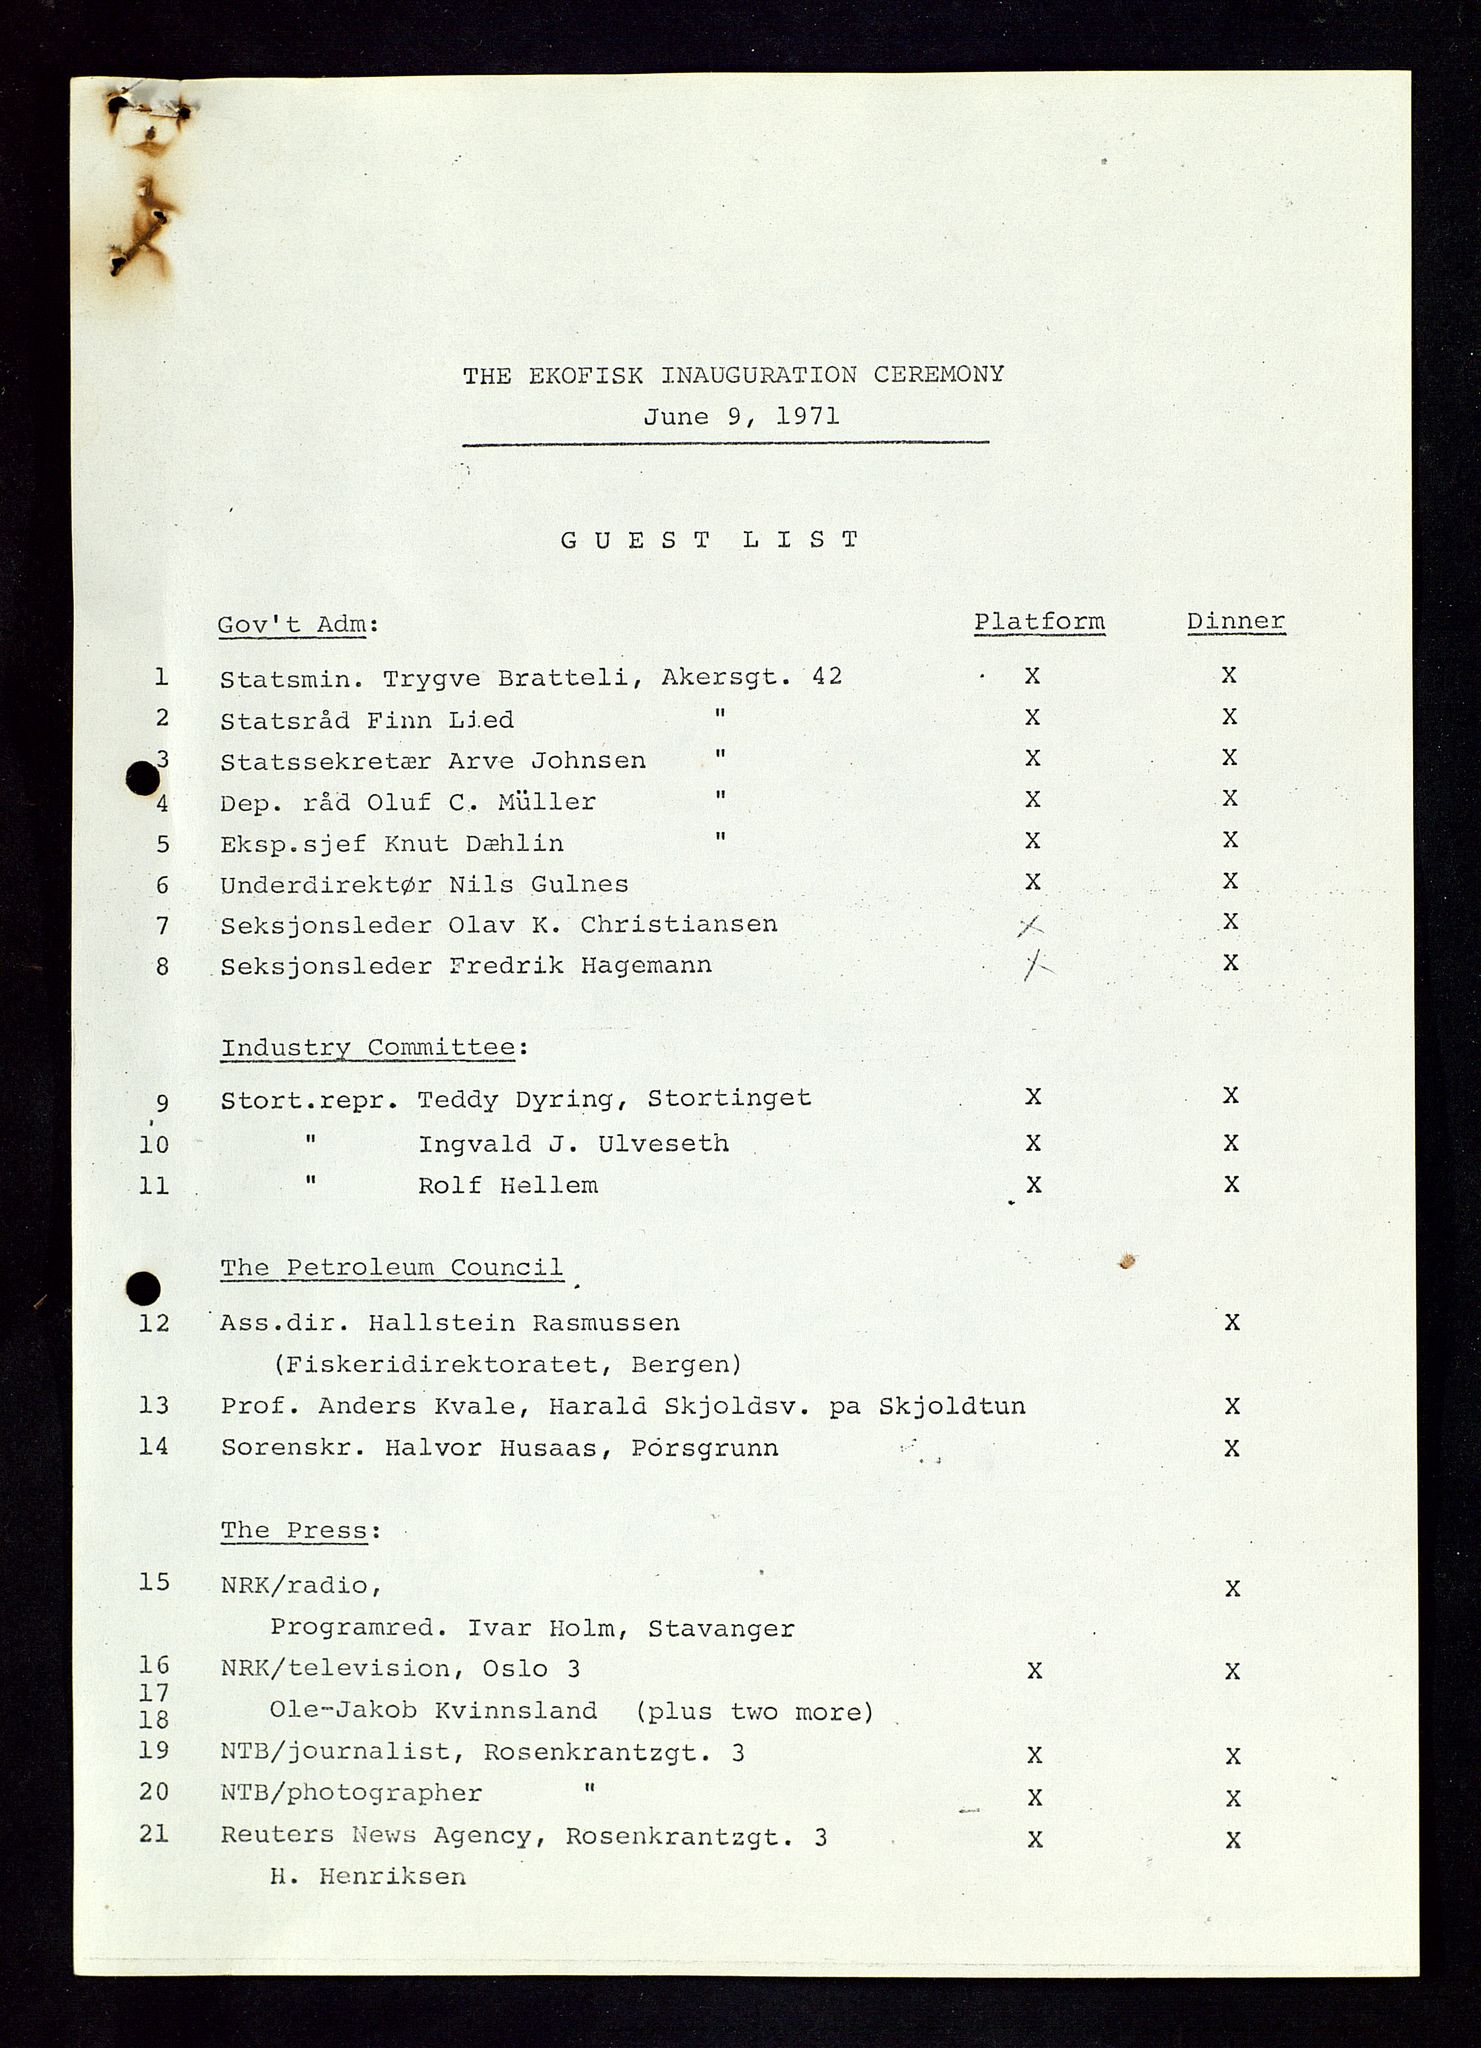 THE EKOFISK INAUGURATION CEREMONY
June 9, 1971
G U E S T L I S T
Gov't Adm: Platform Dinner
1 Statsmin. Trygve Bratteli, Akersgt. 42 X X
2 Statsråd Finn Lied " X X
3 Statssekretær Arve Johnsen " X X
4 Dep. råd Oluf C. Müller " X X
5 Eksp.sjef Knut Dæhlin " X X
6 Underdirektør Nils Gulnes X X
7 Seksjonsleder Olav K. Christiansen X X
8 Seksjonsleder Fredrik Hagemann X X
Industry Committee:
9 Stort.repr. Teddy Dyring, Stortinget X X
10 " Ingvald J. Ulveseth X X
11 " Rolf Hellem X X
The Petroleum Council
12 Ass.dir. Hallstein Rasmussen X
(Fiskeridirektoratet, Bergen)
13 Prof. Anders Kvale, Harald Skjoldsv. pa Skjoldtun X
14 Sorenskr. Halvor Husaas, Porsgrunn X
The Press:
15 NRK/radio, X
Programred. Ivar Holm, Stavanger
16 NRK/television, Oslo 3 X X
17
18 Ole-Jakob Kvinnsland (plus two more)
19 NTB/journalist, Rosenkrantzgt. 3 X X
20 NTB/photographer " X X
21 Reuters News Agency, Rosenkrantzgt. 3 X X
H. Henriksen